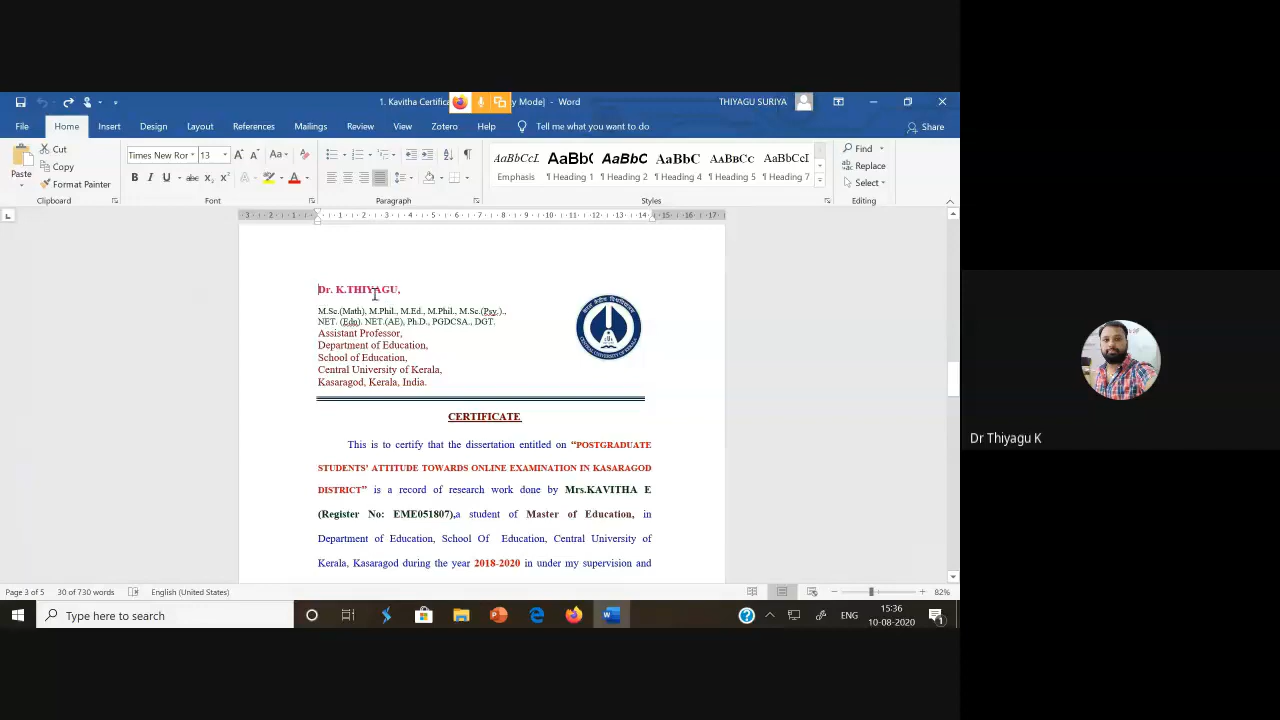 1. Kavitha Certifica
y Mode] - Word
THIYAGU SURIYA
File Home Insert Design Layout References Mailings Review View Zotero Help Tell me what you want to do Share
Paste
Cut
Copy
Format Painter
Clipboard
Times New Ror 13
Font
Paragraph
AaBbCcL AaBb( AaBbC AaBbC AaBbCc AaBbCcI
Emphasis ¶ Heading 1 ¶ Heading 2 ¶ Heading 4 ¶ Heading 5 ¶ Heading 7
Styles
Find
Replace
Select
Editing
Dr. K.THIYAGU,
M.Sc.(Math), M.Phil., M.Ed., M.Phil., M.Sc.(Psy,).,
NET. (Edn). NET.(AE), Ph.D., PGDCSA., DGT.
Assistant Professor,
Department of Education,
School of Education,
Central University of Kerala,
Kasaragod, Kerala, India.
CENTRAL UNIVERSITY OF KERALA
CERTIFICATE
This is to certify that the dissertation entitled on “POSTGRADUATE
STUDENTS’ ATTITUDE TOWARDS ONLINE EXAMINATION IN KASARAGOD
DISTRICT” is a record of research work done by Mrs.KAVITHA E
(Register No: EME051807),a student of Master of Education, in
Department of Education, School Of Education, Central University of
Kerala, Kasaragod during the year 2018-2020 in under my supervision and
Page 3 of 5 30 of 730 words English (United States) 82%
Type here to search
ENG
15:36
10-08-2020
Dr Thiyagu K